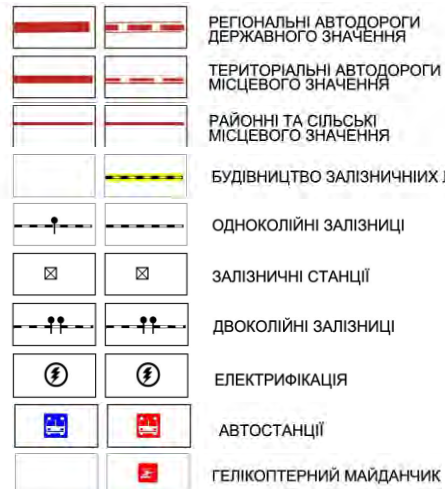 РЕГІОНАЛЬНІ АВТОДОРОГИ
ДЕРЖАВНОГО ЗНАЧЕННЯ
ТЕРИТОРІАЛЬНІ АВТОДОРОГИ
МІСЦЕВОГО ЗНАЧЕННЯ
РАЙОННІ ТА СІЛЬСЬКІ
МІСЦЕВОГО ЗНАЧЕННЯ
БУДІВНИЦТВО ЗАЛІЗНИЧНІИХ
ОДНОКОЛІЙНІ ЗАЛІЗНИЦІ
ЗАЛІЗНИЧНІ СТАНЦІЇ
ДВОКОЛІЙНІ ЗАЛІЗНИЦІ
ЕЛЕКТРИФІКАЦІЯ
АВТОСТАНЦІЇ
ГЕЛІКОПТЕРНИЙ МАЙДАНЧИК